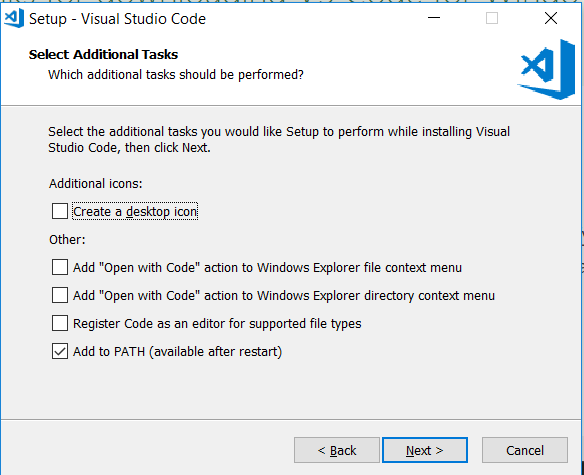 Setup - Visual Studio Code
Select Additional Tasks
Which additional tasks should be performed?
Select the additional tasks you would like Setup to perform while installing Visual
Studio Code, then click Next.
Additional icons:
Create a desktop icon
Other:
Add "Open with Code" action to Windows Explorer file context menu
Add "Open with Code" action to Windows Explorer directory context menu
Register Code as an editor for supported file types
Add to PATH (available after restart)
< Back
Next >
Cancel